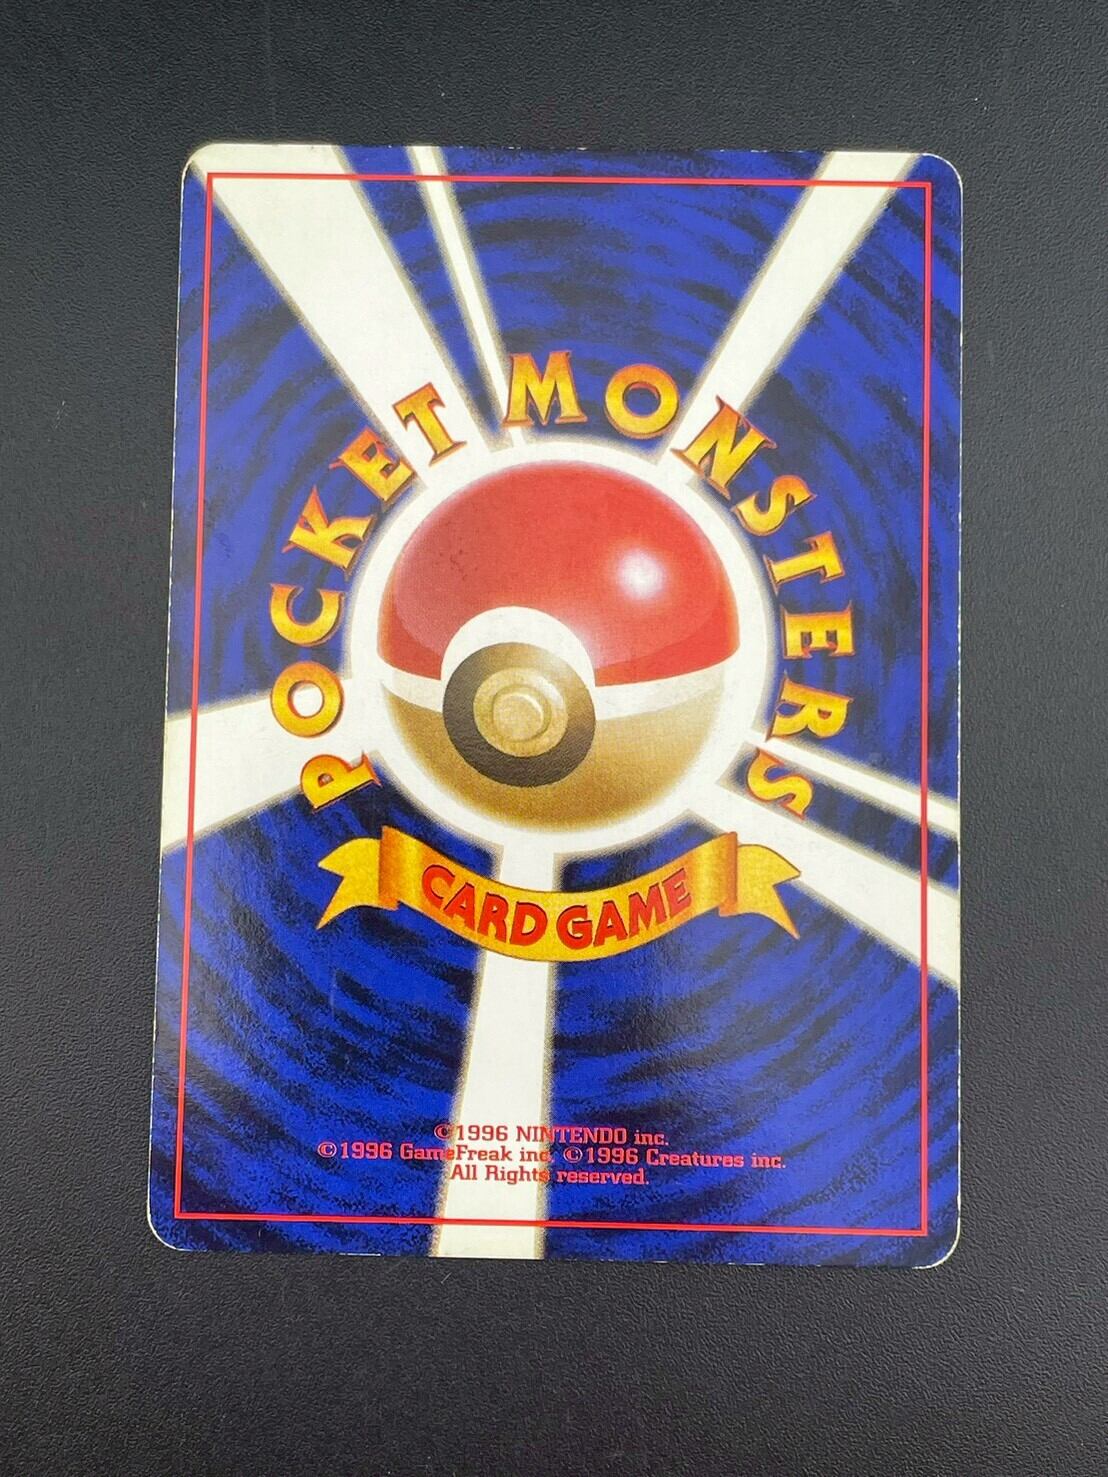 POCKET MONSTERS
CARD GAME
©1996 NINTENDO inc.
©1996 GameFreak inc. ©1996 Creatures inc.
All Rights reserved.